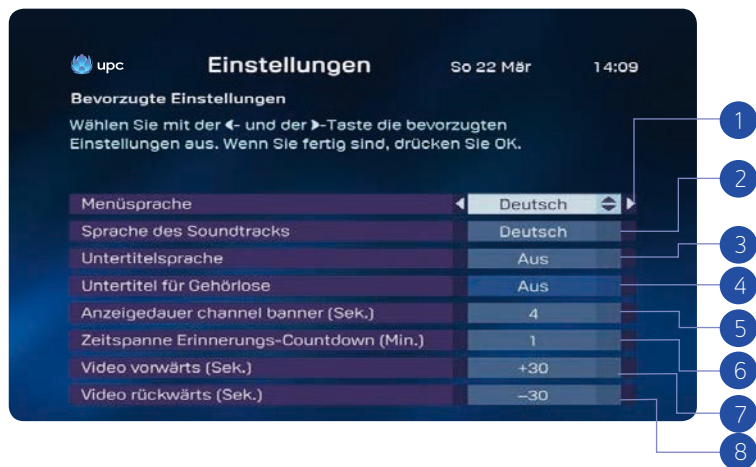 upc Einstellungen So 22 Mär 14:09
Bevorzugte Einstellungen
Wählen Sie mit der ◀- und der ▶-Taste die bevorzugten
Einstellungen aus. Wenn Sie fertig sind, drücken Sie OK.
Menüsprache Deutsch 1
Sprache des Soundtracks Deutsch 2
Untertitelsprache Aus 3
Untertitel für Gehörlose Aus 4
Anzeigedauer channel banner (Sek.) 4 5
Zeitspanne Erinnerungs-Countdown (Min.) 1 6
Video vorwärts (Sek.) +30 7
Video rückwärts (Sek.) –30 8